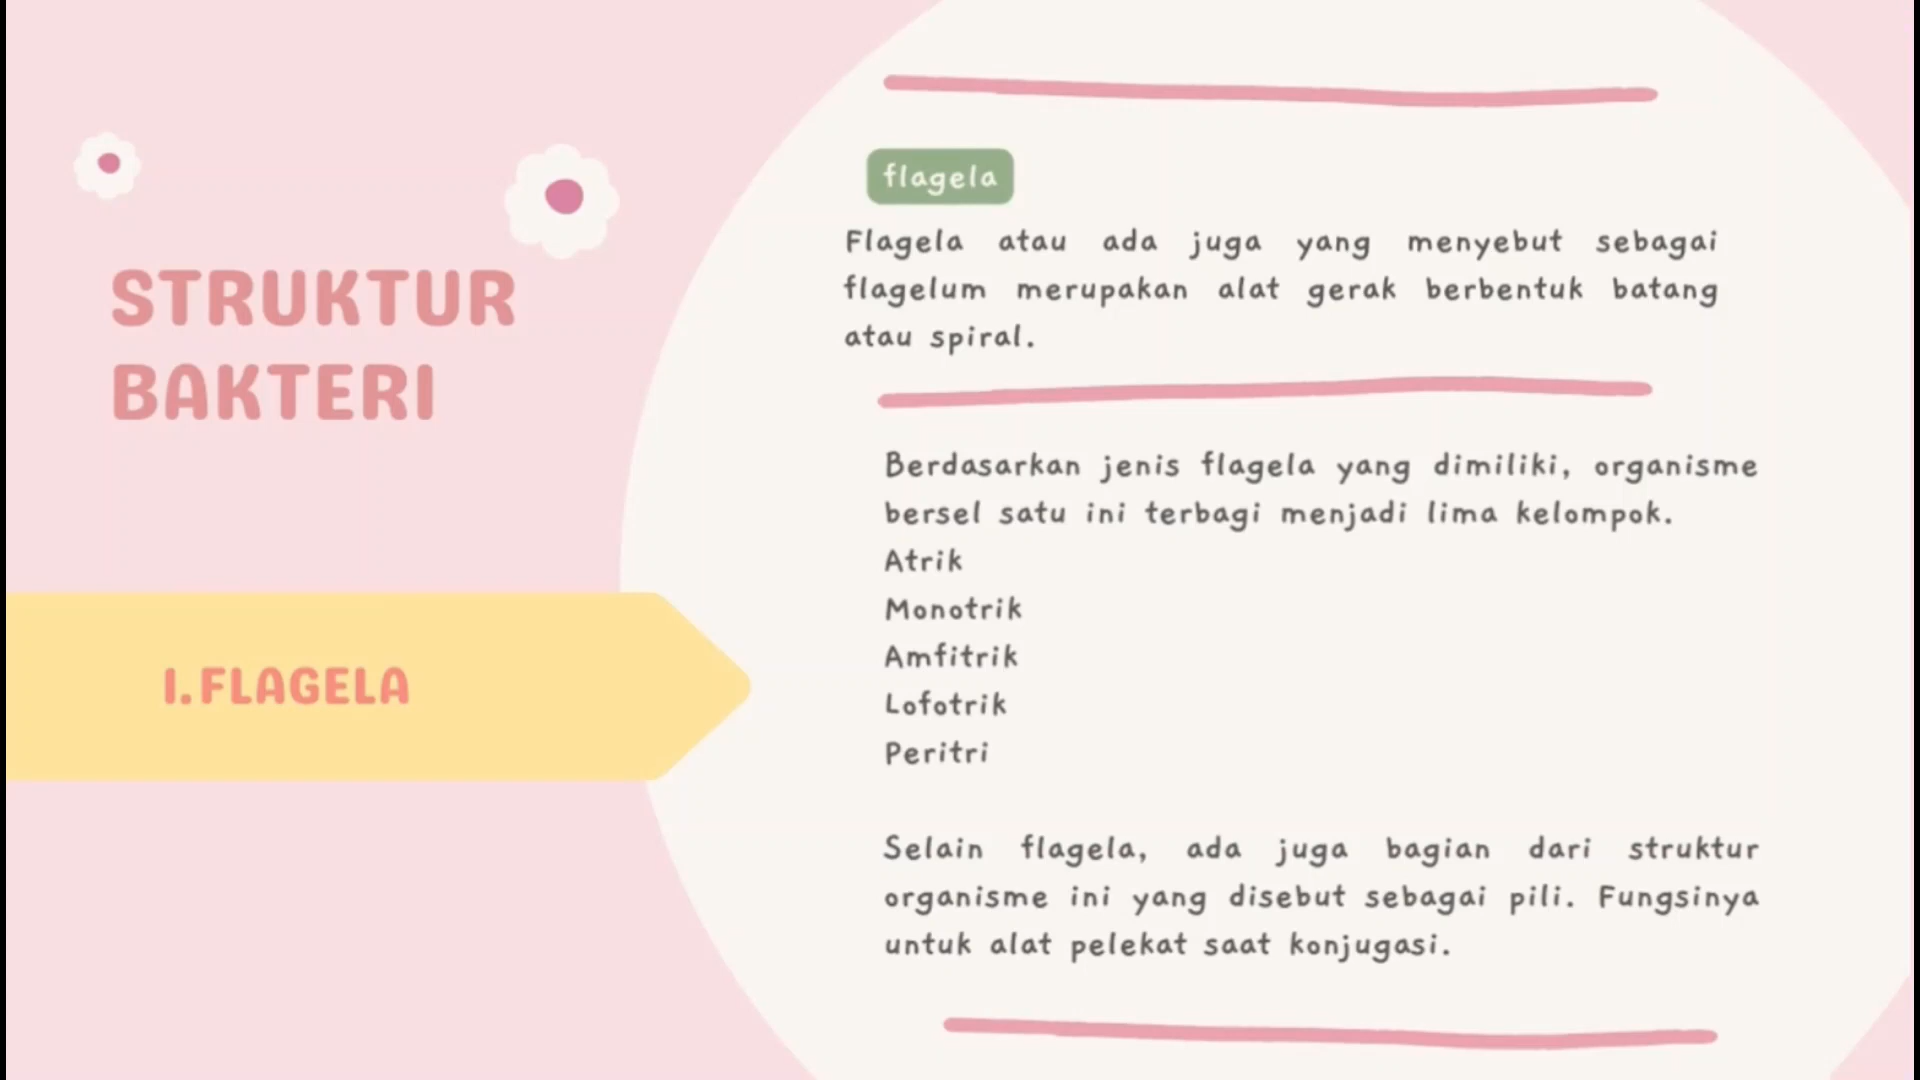 STRUKTUR
BAKTERI
1. FLAGELA
flagela
Flagela atau ada juga yang menyebut sebagai
flagelum merupakan alat gerak berbentuk batang
atau spiral.
Berdasarkan jenis flagela yang dimiliki, organisme
bersel satu ini terbagi menjadi lima kelompok.
Atrik
Monotrik
Amfitrik
Lofotrik
Peritri
Selain flagela, ada juga bagian dari struktur
organisme ini yang disebut sebagai pili. Fungsinya
untuk alat pelekat saat konjugasi.